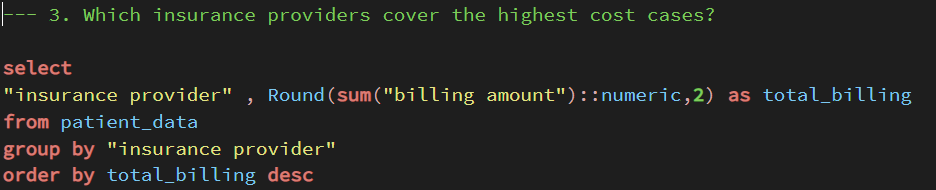 --- 3. Which insurance providers cover the highest cost cases?
select
"insurance provider" , Round(sum("billing amount")::numeric,2) as total_billing
from patient_data
group by "insurance provider"
order by total_billing desc